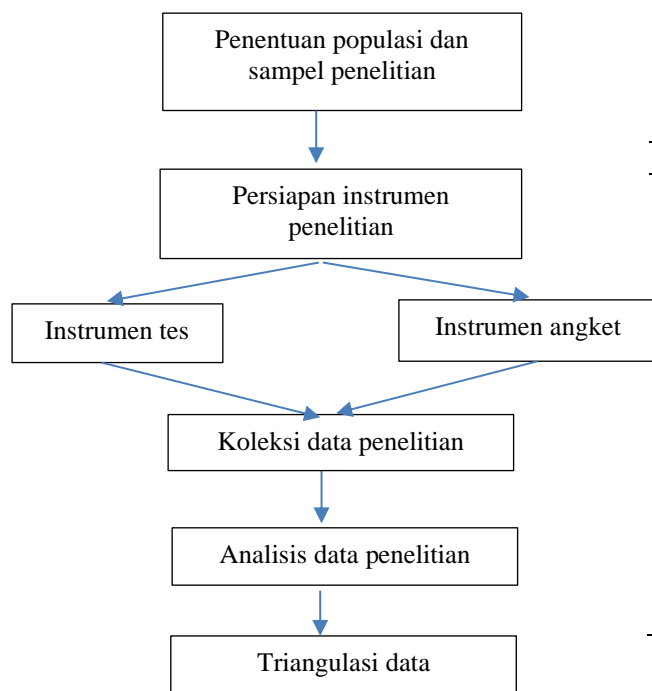 Penentuan populasi dan
sampel penelitian
Persiapan instrumen
penelitian
Instrumen tes
Instrumen angket
Koleksi data penelitian
Analisis data penelitian
Triangulasi data